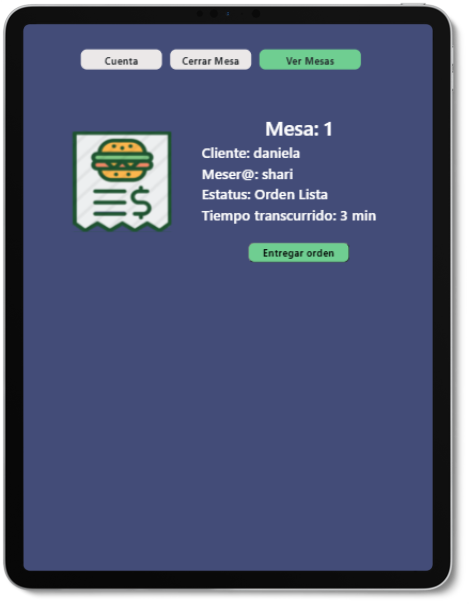 Cuenta
Cerrar Mesa
Ver Mesas
Mesa: 1
Cliente: daniela
Meser@: shari
Estatus: Orden Lista
Tiempo transcurrido: 3 min
$
Entregar orden